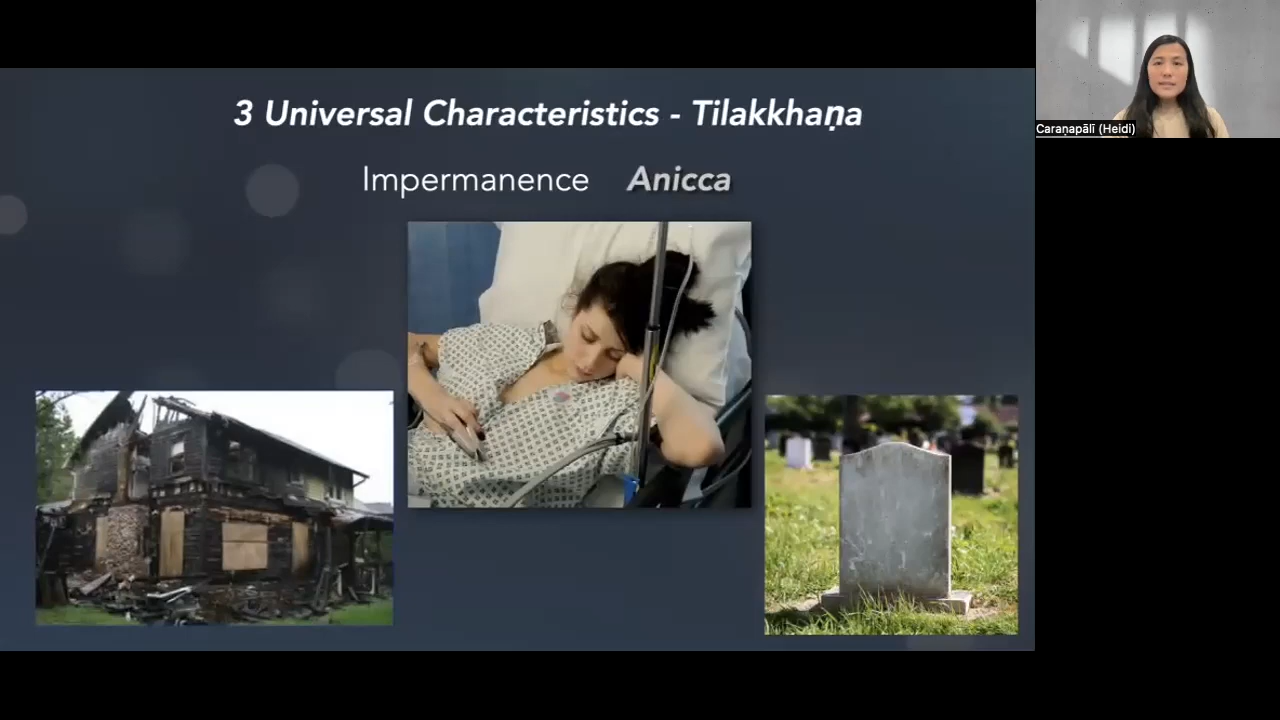 3 Universal Characteristics - Tilakkhaṇa
Impermanence Anicca
Caraṇapālī (Heidi)